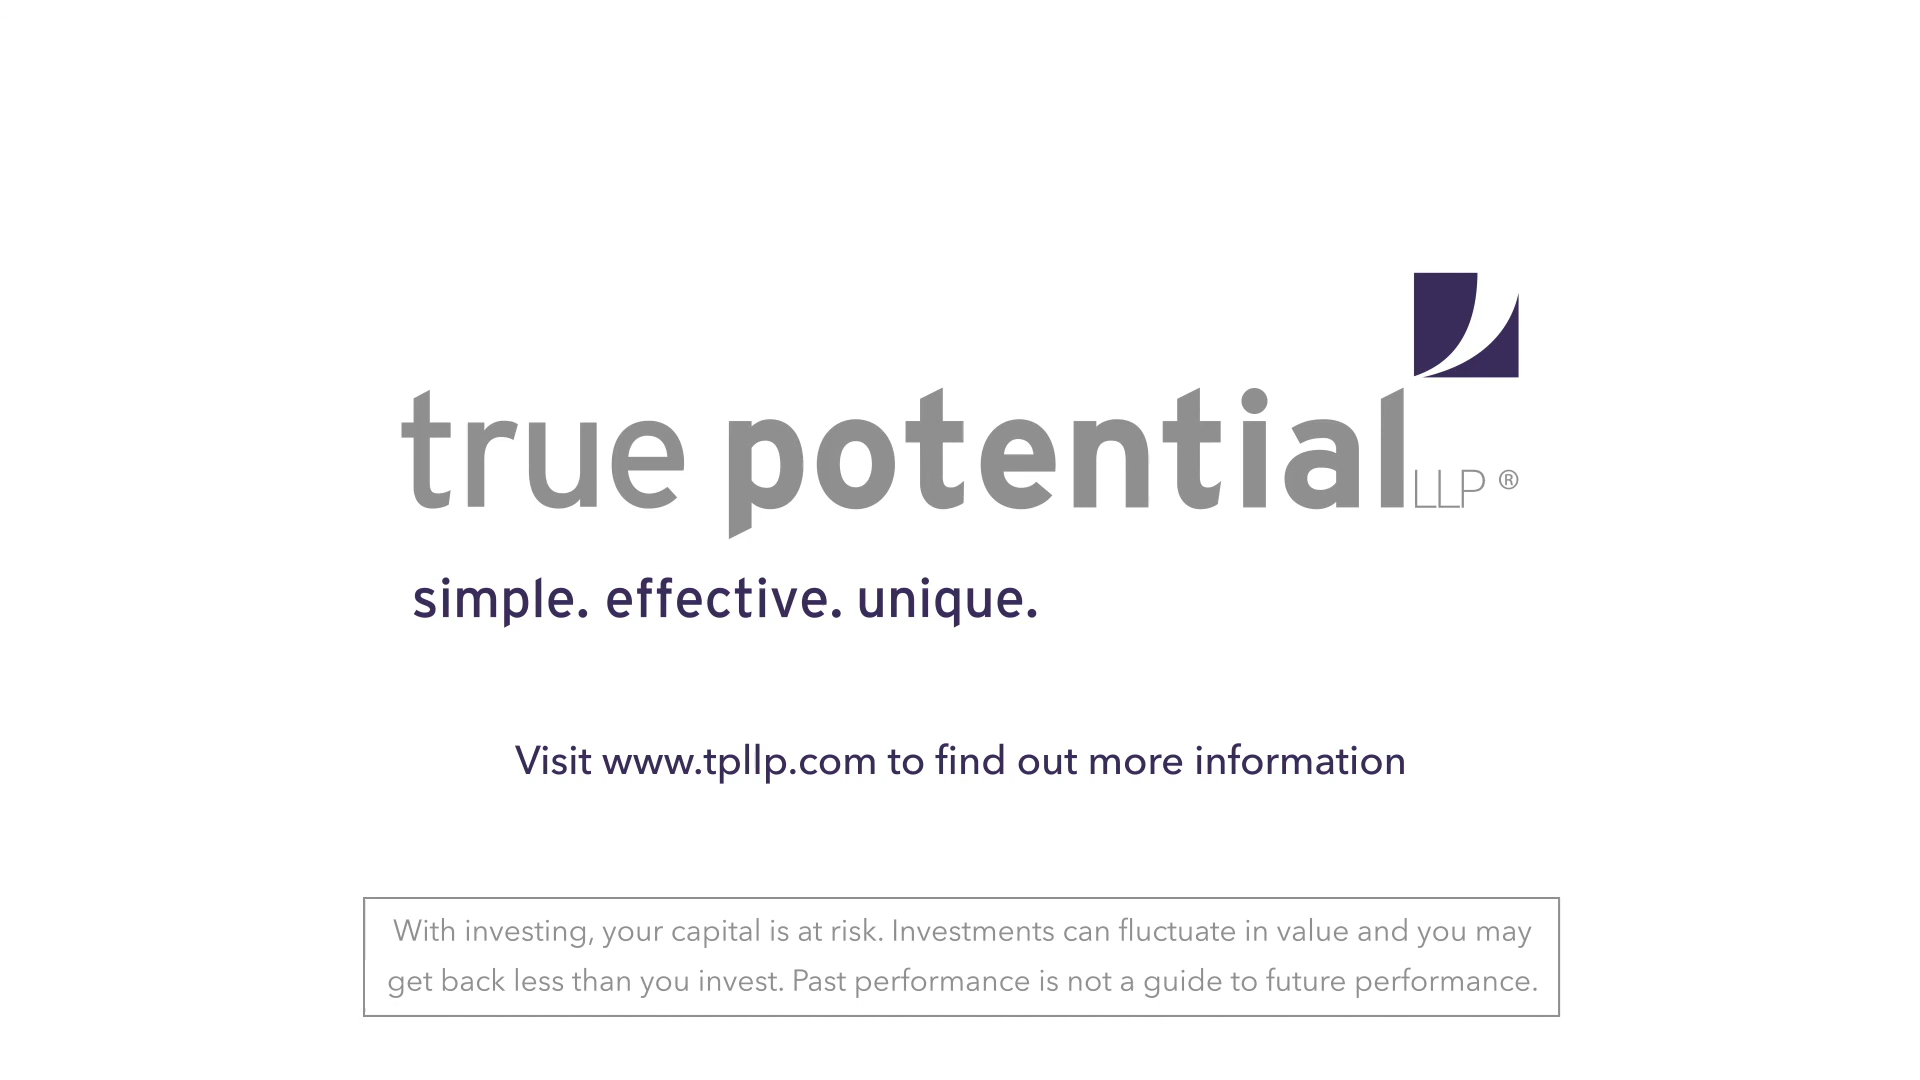 true potential LLP ®
simple. effective. unique.
Visit www.tpllp.com to find out more information
With investing, your capital is at risk. Investments can fluctuate in value and you may
get back less than you invest. Past performance is not a guide to future performance.